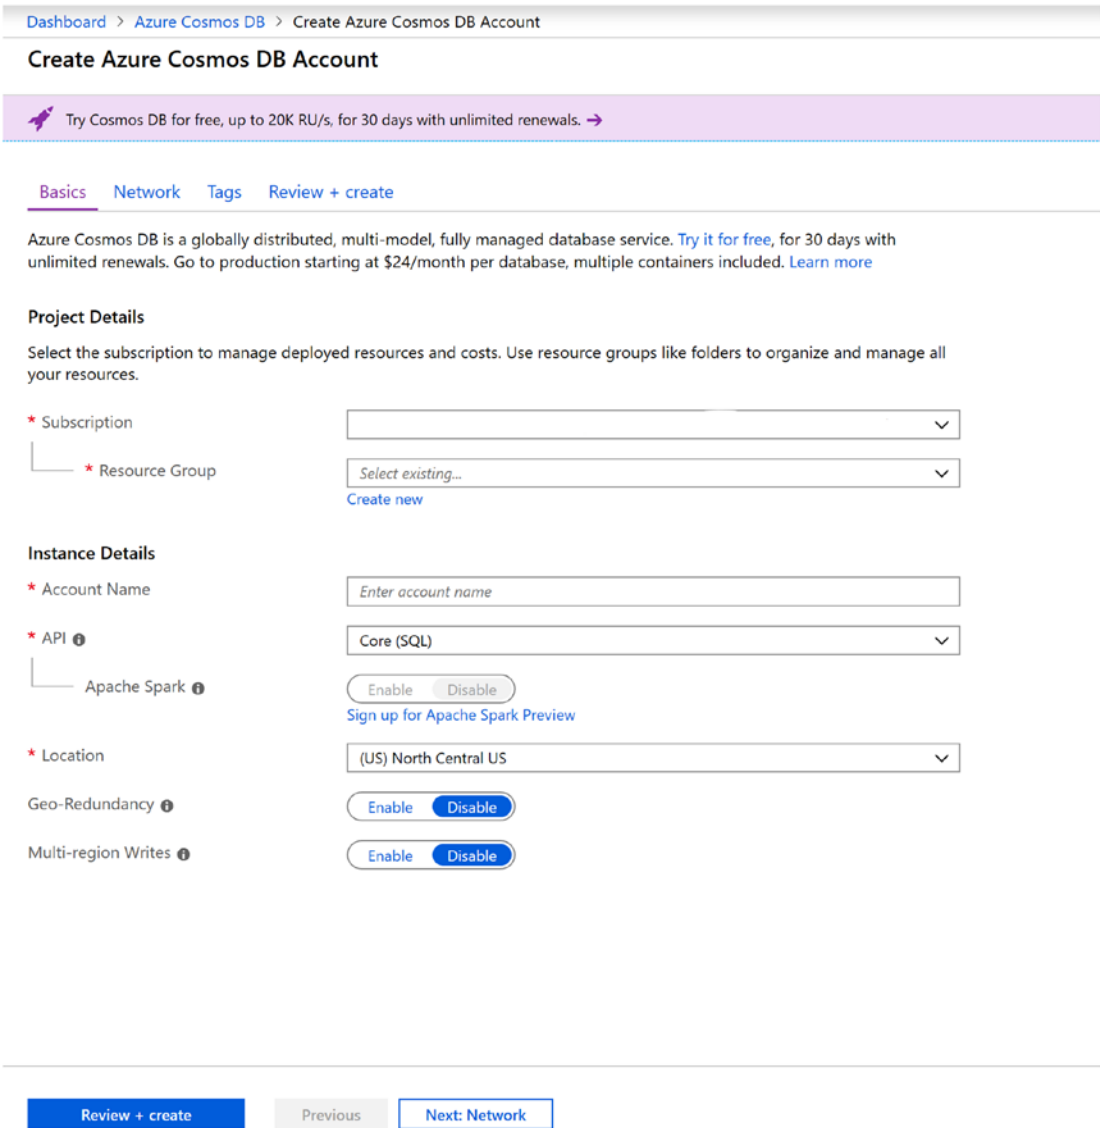 Dashboard > Azure Cosmos DB > Create Azure Cosmos DB Account
Create Azure Cosmos DB Account
Try Cosmos DB for free, up to 20K RU/s, for 30 days with unlimited renewals. →
Basics Network Tags Review + create
Azure Cosmos DB is a globally distributed, multi-model, fully managed database service. Try it for free, for 30 days with
unlimited renewals. Go to production starting at $24/month per database, multiple containers included. Learn more
Project Details
Select the subscription to manage deployed resources and costs. Use resource groups like folders to organize and manage all
your resources.
* Subscription
* Resource Group Select existing...
Create new
Instance Details
* Account Name Enter account name
* API Core (SQL)
Apache Spark Enable Disable
Sign up for Apache Spark Preview
* Location (US) North Central US
Geo-Redundancy Enable Disable
Multi-region Writes Enable Disable
Review + create Previous Next: Network